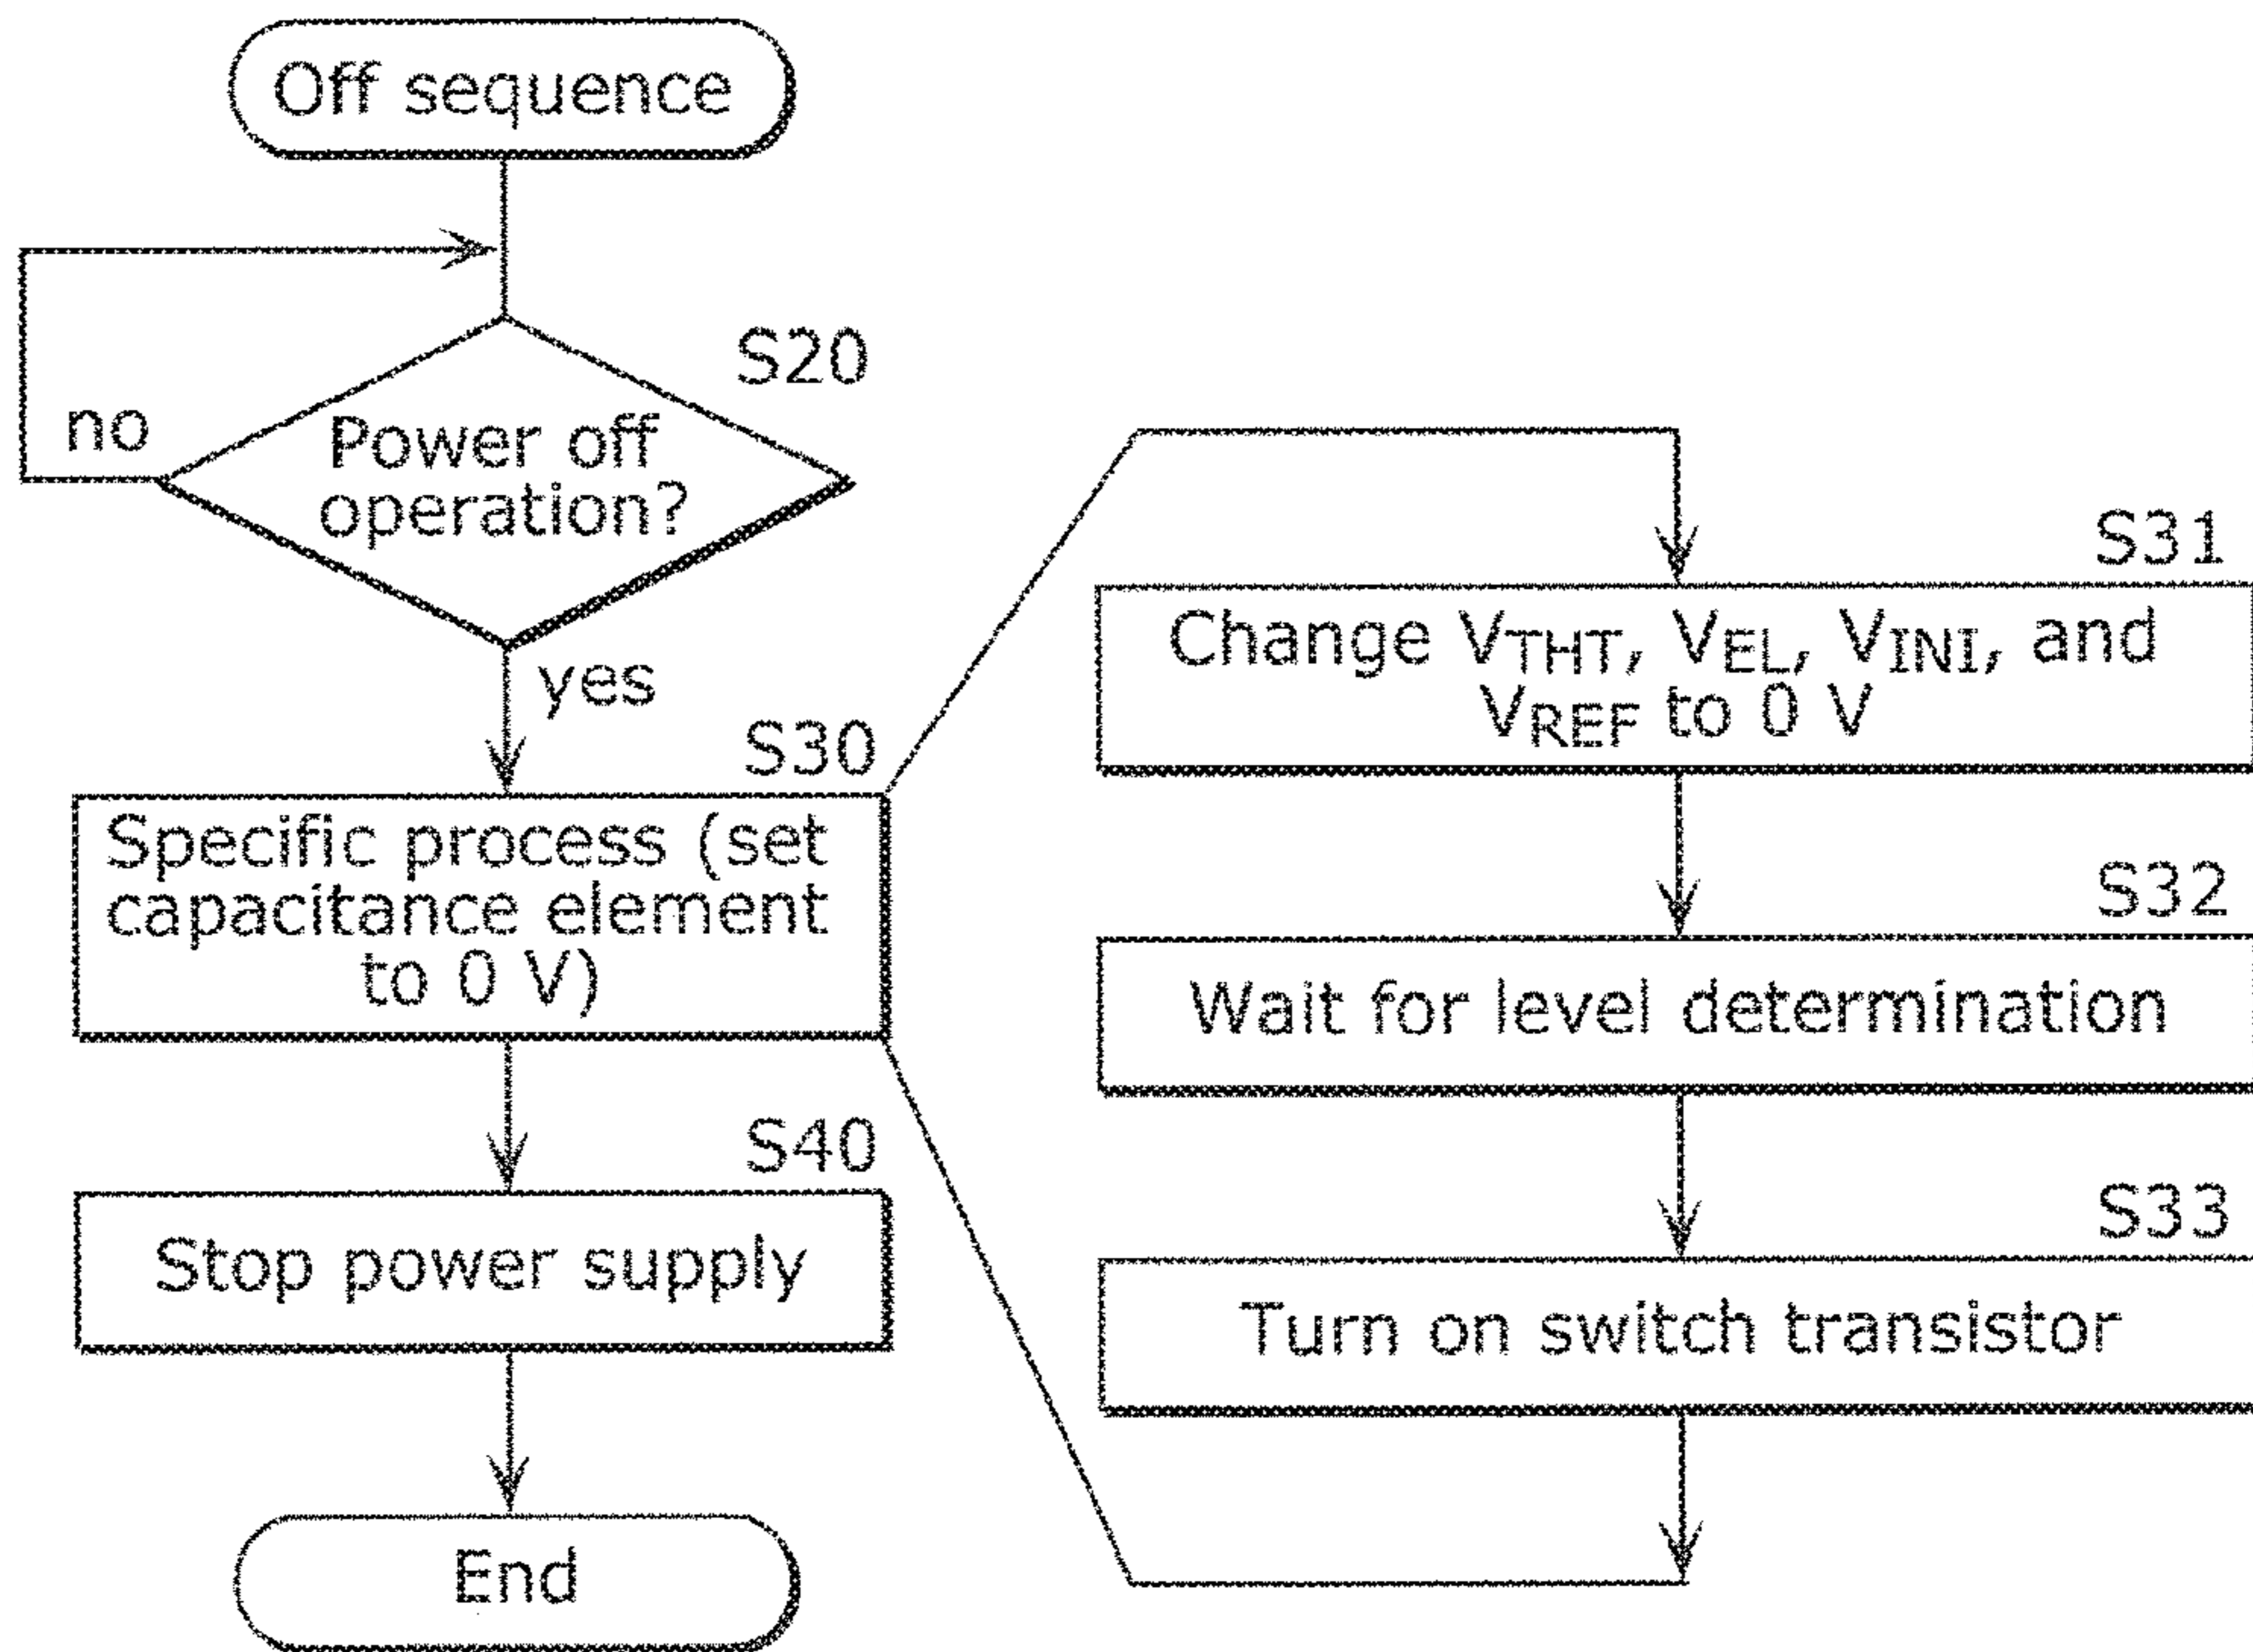 Off sequence
S20
no
Power off
operation?
yes
S30
Specific process (set
capacitance element
to 0 V)
S40
Stop power supply
End
S31
Change VTHT, VEL, VINI, and
VREF to 0 V
S32
Wait for level determination
S33
Turn on switch transistor